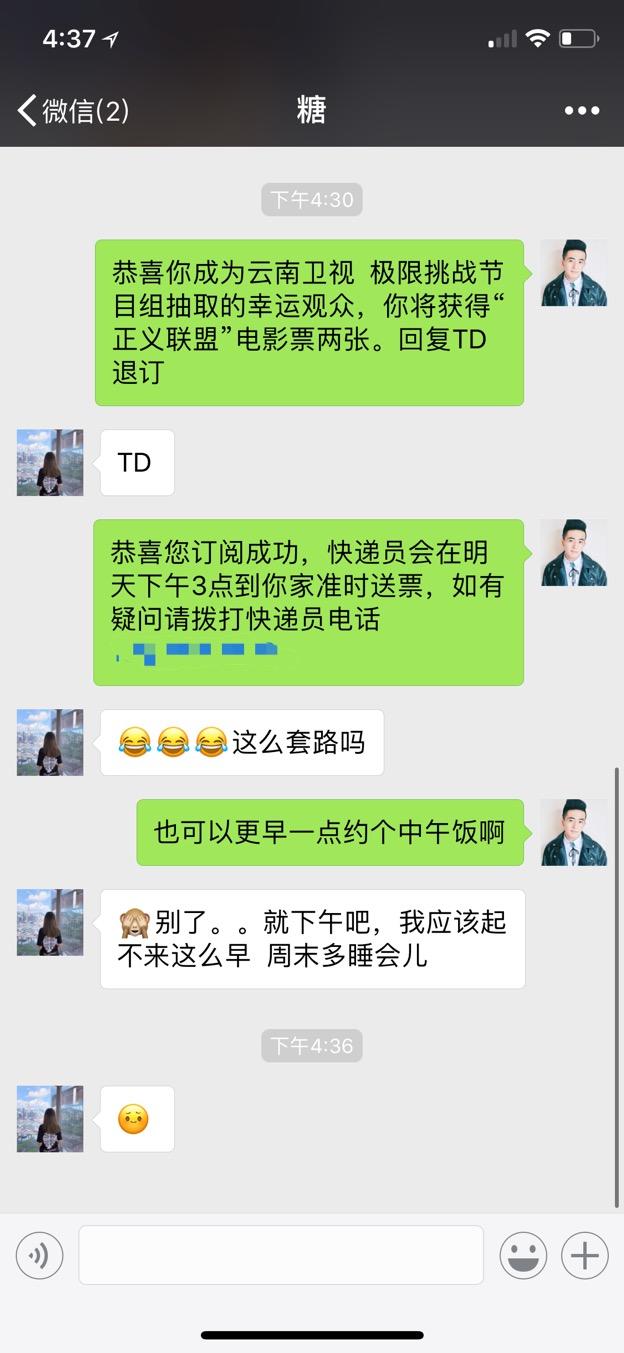 4:37
微信(2)
糖
下午4:30
恭喜你成为云南卫视 极限挑战节
目组抽取的幸运观众，你将获得“
正义联盟”电影票两张。回复TD
退订
TD
恭喜您订阅成功，快递员会在明
天下午3点到你家准时送票，如有
疑问请拨打快递员电话
😂😂😂这么套路吗
也可以更早一点约个中午饭啊
🙈别了。。就下午吧，我应该起
不来这么早 周末多睡会儿
下午4:36